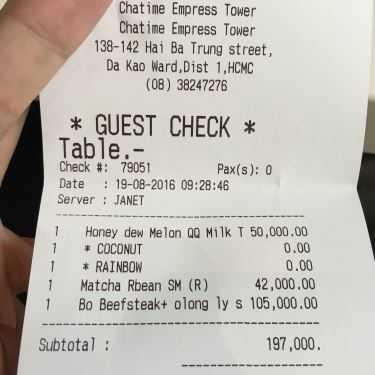 Chatime Empress Tower
Chatime Empress Tower
138-142 Hai Ba Trung street,
Da Kao Ward,Dist 1,HCMC
(08) 38247276
* GUEST CHECK *
Table.-
Check #: 79051 Pax(s): 0
Date : 19-08-2016 09:28:46
Server : JANET
1 Honey dew Melon QQ Milk T 50,000.00
1 * COCONUT 0.00
1 * RAINBOW 0.00
1 Matcha Rbean SM (R) 42,000.00
1 Bo Beefsteak+ olong ly s 105,000.00
Subtotal : 197,000.